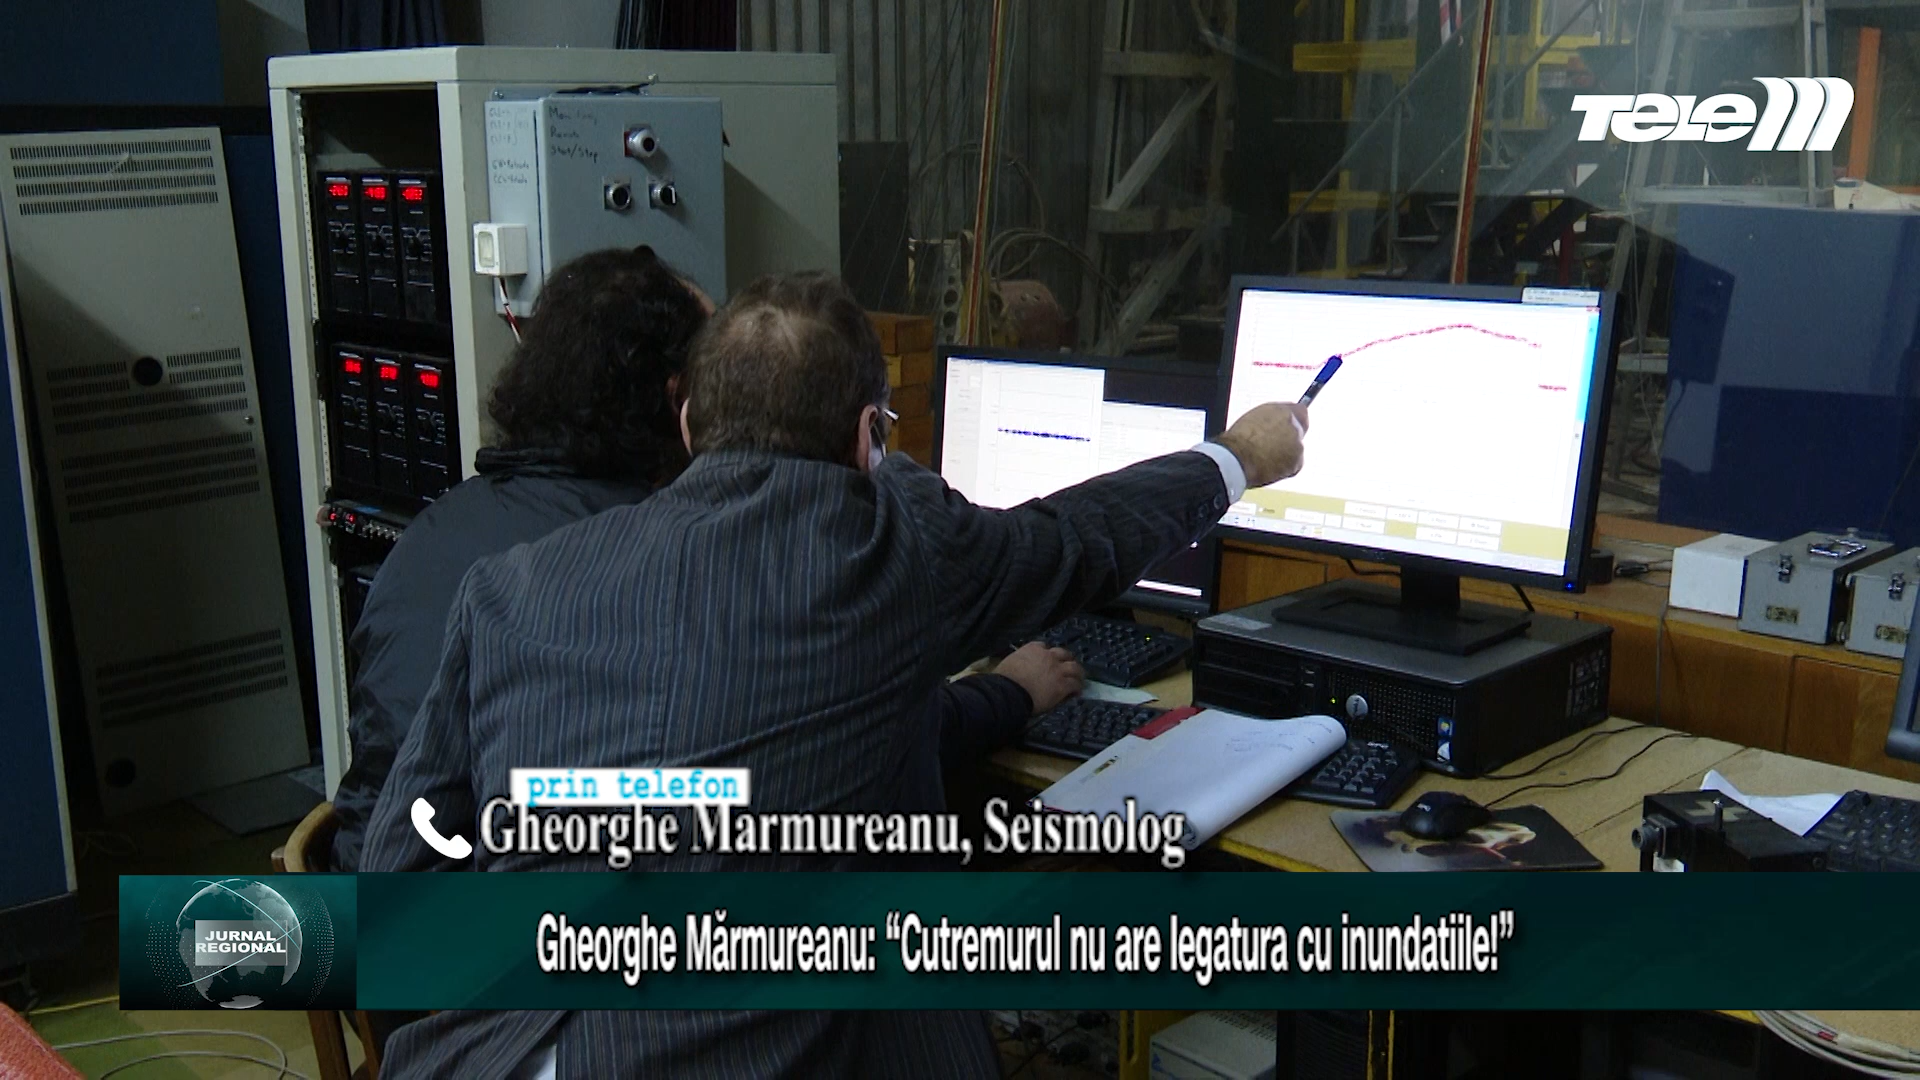 TELE M
prin telefon
Gheorghe Marmureanu, Seismolog
JURNAL
REGIONAL
Gheorghe Mărmureanu: “Cutremurul nu are legatura cu inundatiile!”